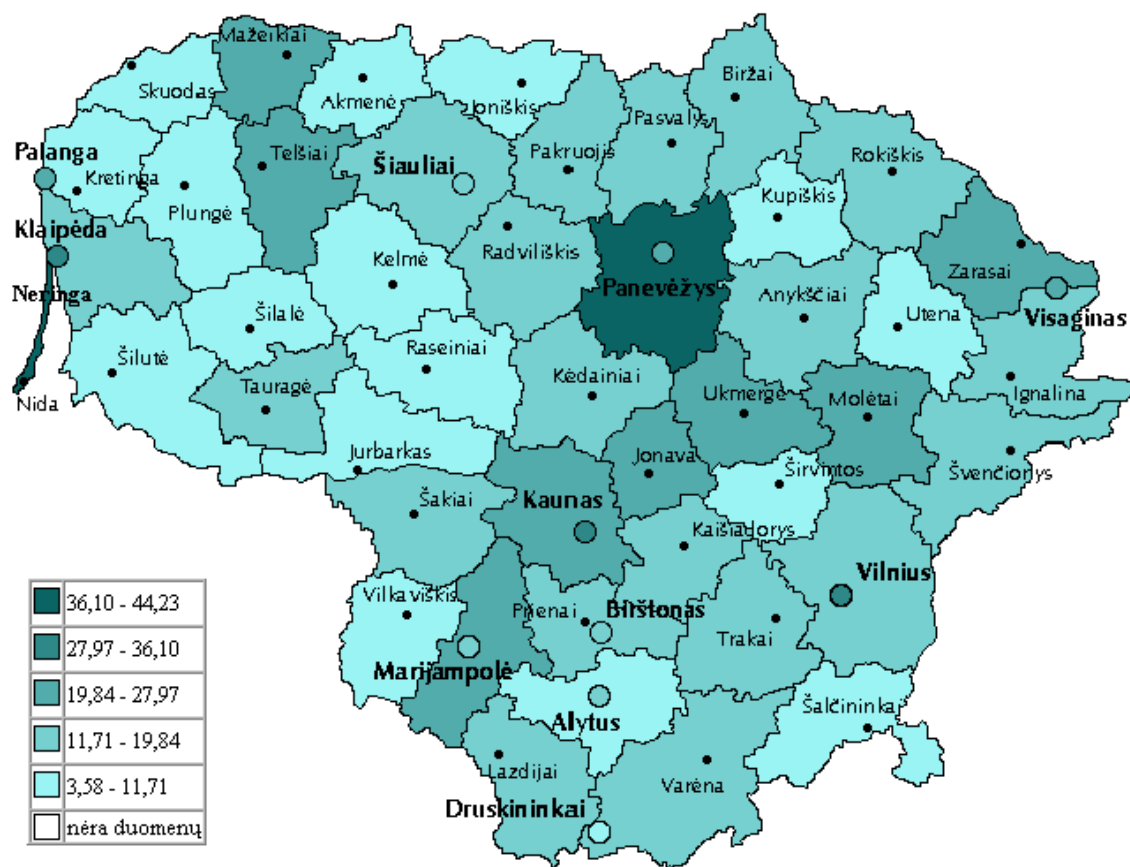 Mažeikiai
Skuodas
Akmenė
Joniškis
Biržai
Pasvalys
Palanga
Kretinga
Telšiai
Šiauliai
Pakruojis
Rokiškis
Plungė
Kupiškis
Klaipėda
Kelmė
Radviliškis
Zarasai
Neringa
Panevėžys
Anykščiai
Visaginas
Šilalė
Utena
Šilutė
Raseiniai
Nida
Tauragė
Kėdainiai
Ukmergė
Molėtai
Ignalina
Jurbarkas
Jonava
Širvintos
Švenčionys
Šakiai
Kaunas
Kaišiadorys
Vilnius
Vilkaviškis
Prienai
Birštonas
Trakai
Marijampolė
Alytus
Šalčininkai
Lazdijai
Varėna
Druskininkai
36,10 - 44,23
27,97 - 36,10
19,84 - 27,97
11,71 - 19,84
3,58 - 11,71
nėra duomenų